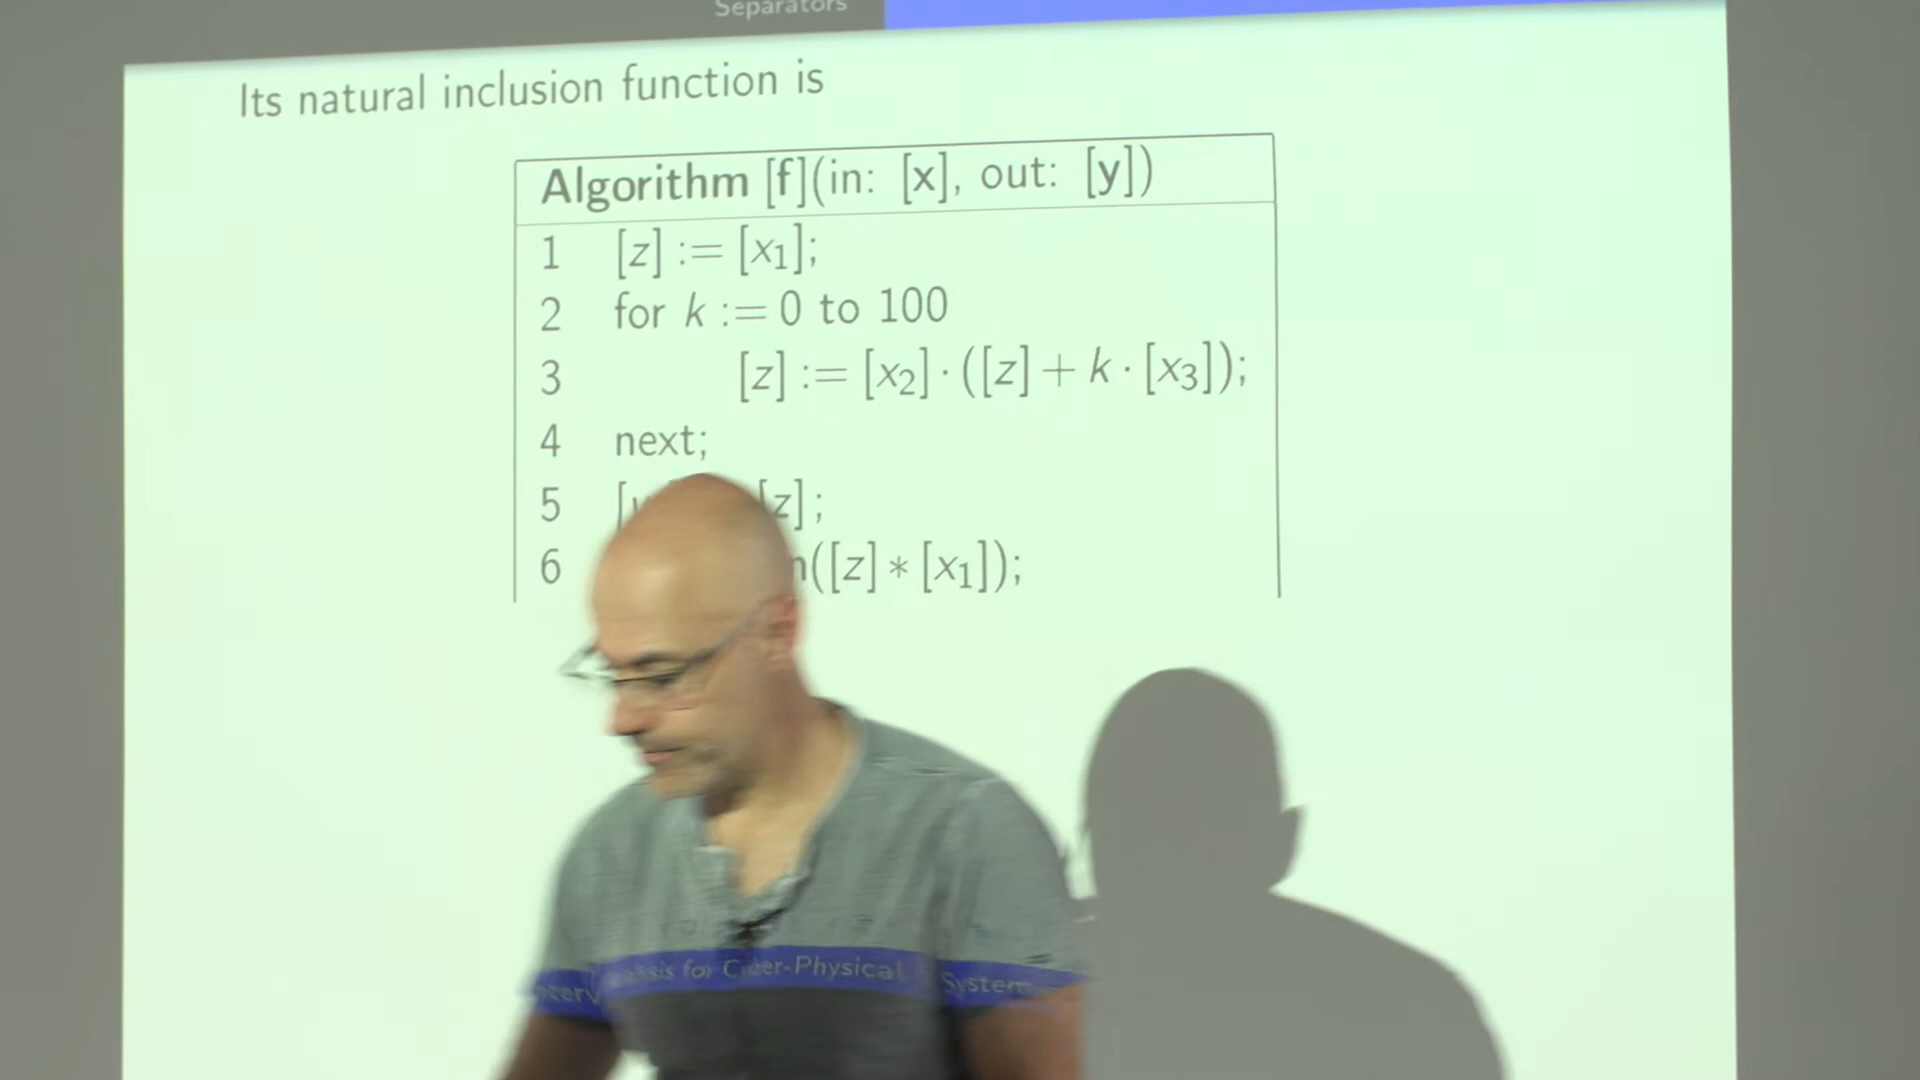 Separators
Its natural inclusion function is
Algorithm [f](in: [x], out: [y])
1 [z] := [x₁];
2 for k := 0 to 100
3 [z] := [x₂] · ([z] + k · [x₃]);
4 next;
5 [z];
6 ([z] * [x₁]);
for Cyber-Physical System